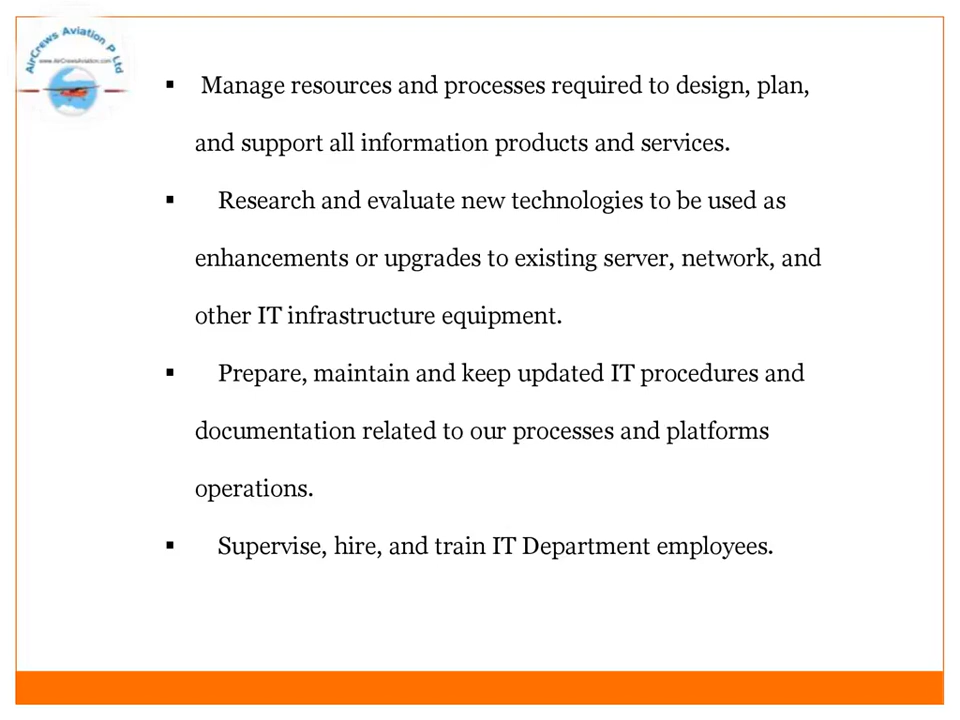 AirCrews Aviation P Ltd
www.AirCrewsAviation.com
▪ Manage resources and processes required to design, plan,
and support all information products and services.
▪ Research and evaluate new technologies to be used as
enhancements or upgrades to existing server, network, and
other IT infrastructure equipment.
▪ Prepare, maintain and keep updated IT procedures and
documentation related to our processes and platforms
operations.
▪ Supervise, hire, and train IT Department employees.